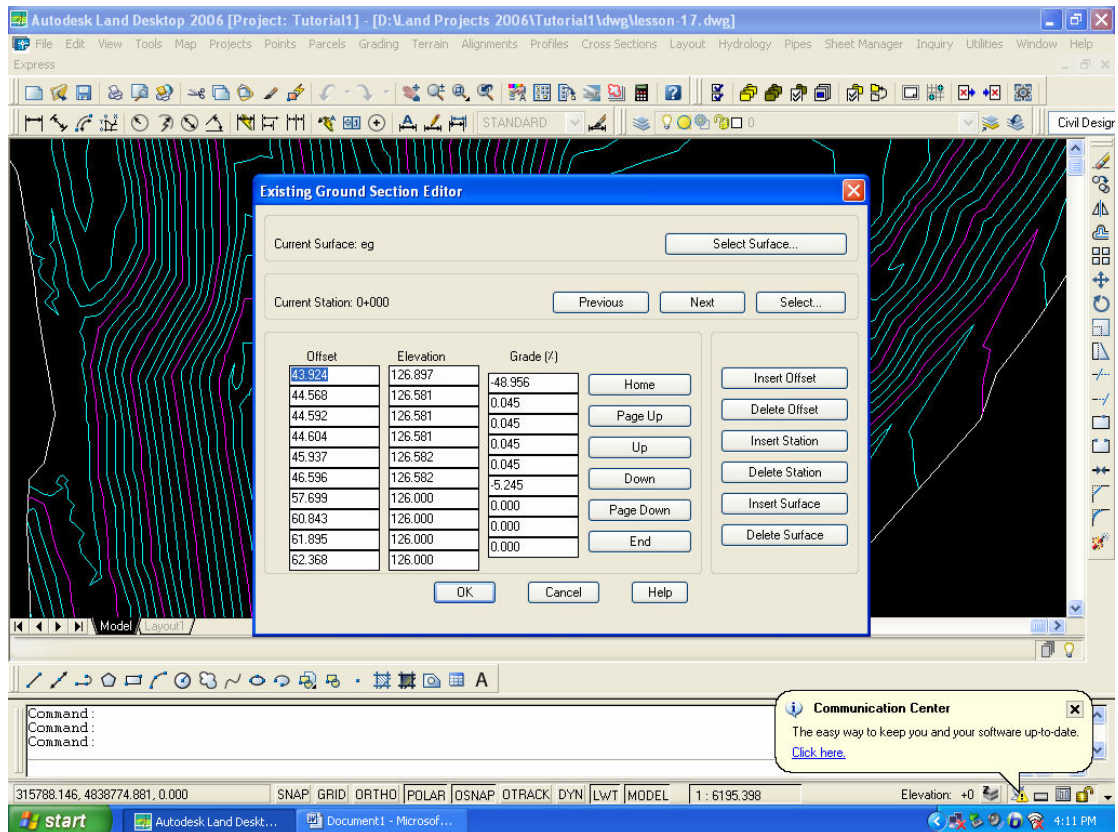 Autodesk Land Desktop 2006 [Project: Tutorial1] - [D:\Land Projects 2006\Tutorial1\dwg\lesson-17.dwg]
File Edit View Tools Map Projects Points Parcels Grading Terrain Alignments Profiles Cross Sections Layout Hydrology Pipes Sheet Manager Inquiry Utilities Window Help
Express
STANDARD 0 Civil Design
Existing Ground Section Editor
Current Surface: eg Select Surface...
Current Station: 0+000 Previous Next Select...
Offset Elevation Grade (%)
43.924 126.897
-48.956 Home Insert Offset
44.568 126.581
0.045
44.592 126.581
0.045 Page Up Delete Offset
44.604 126.581
0.045 Up Insert Station
45.937 126.582
0.045
46.596 126.582
-5.245 Down Delete Station
57.699 126.000
0.000 Page Down Insert Surface
60.843 126.000
0.000
61.895 126.000
0.000 End Delete Surface
62.368 126.000
OK Cancel Help
Model Layout1
A
Command:
Command:
Command:
Communication Center
The easy way to keep you and your software up-to-date.
Click here.
315788.146, 4838774.881, 0.000 SNAP GRID ORTHO POLAR OSNAP OTRACK DYN LWT MODEL 1 : 6195.398 Elevation: +0
start Autodesk Land Deskt... Document1 - Microsof... 4:11 PM